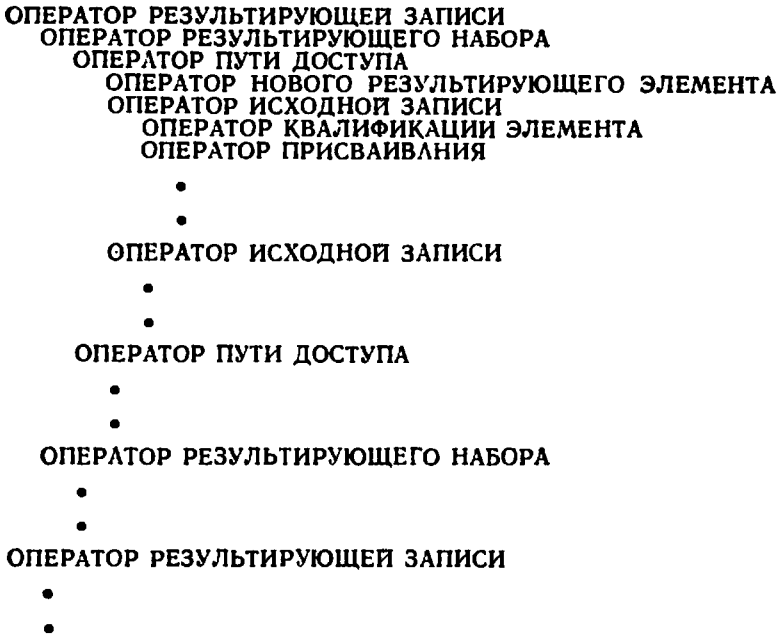 ОПЕРАТОР РЕЗУЛЬТИРУЮЩЕЙ ЗАПИСИ
ОПЕРАТОР РЕЗУЛЬТИРУЮЩЕГО НАБОРА
ОПЕРАТОР ПУТИ ДОСТУПА
ОПЕРАТОР НОВОГО РЕЗУЛЬТИРУЮЩЕГО ЭЛЕМЕНТА
ОПЕРАТОР ИСХОДНОЙ ЗАПИСИ
ОПЕРАТОР КВАЛИФИКАЦИИ ЭЛЕМЕНТА
ОПЕРАТОР ПРИСВАИВАНИЯ
•
•
ОПЕРАТОР ИСХОДНОЙ ЗАПИСИ
•
•
ОПЕРАТОР ПУТИ ДОСТУПА
•
•
ОПЕРАТОР РЕЗУЛЬТИРУЮЩЕГО НАБОРА
•
•
ОПЕРАТОР РЕЗУЛЬТИРУЮЩЕЙ ЗАПИСИ
•
•